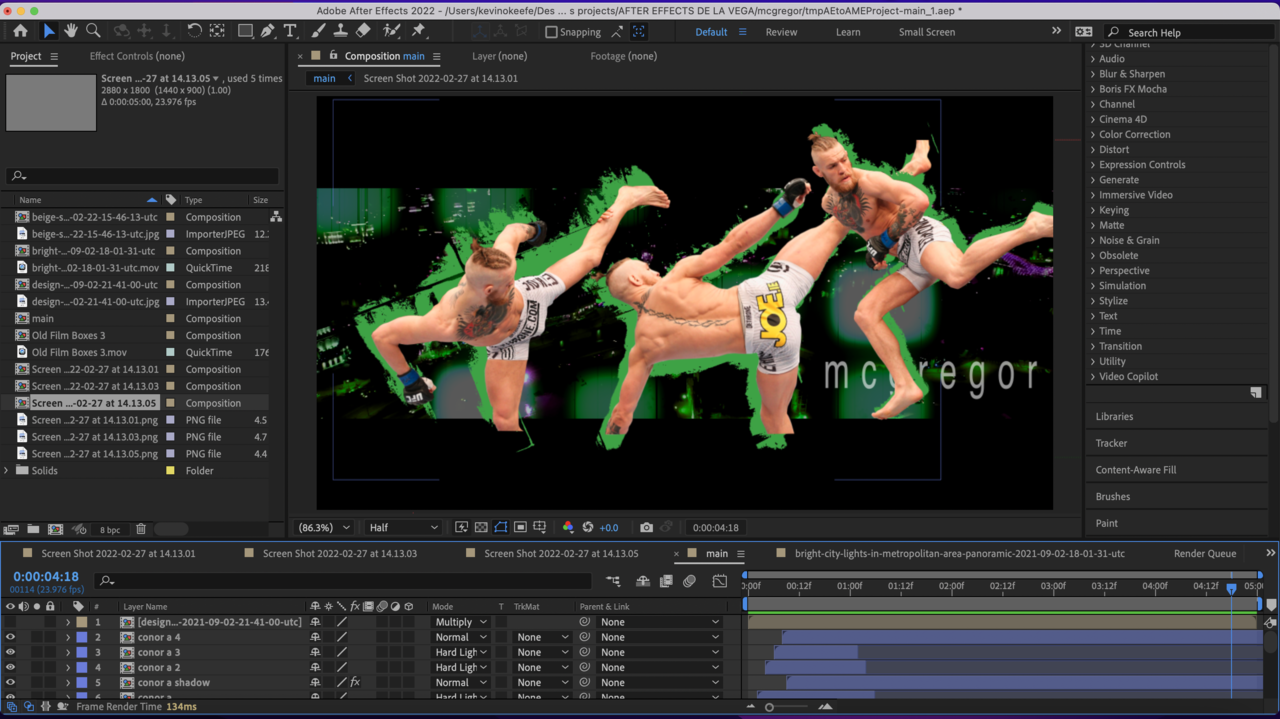 Adobe After Effects 2022 - /Users/kevinokeefe/Des ... s projects/AFTER EFFECTS DE LA VEGA/mcgregor/tmpAEtoAMEProject-main_1.aep *
Snapping
Default
Review
Learn
Small Screen
Search Help
Project
Effect Controls (none)
Composition main
Layer (none)
Footage (none)
main
Screen Shot 2022-02-27 at 14.13.01
Screen ...-27 at 14.13.05 , used 5 times
2880 x 1800 (1440 x 900) (1.00)
Δ 0:00:05:00, 23.976 fps
Name Type Size
beige-s...-02-22-15-46-13-utc Composition
beige-s...-22-15-46-13-utc.jpg ImporterJPEG 12.
bright-...-09-02-18-01-31-utc Composition
bright-...02-18-01-31-utc.mov QuickTime 218
design-...-09-02-21-41-00-utc Composition
design-...-02-21-41-00-utc.jpg ImporterJPEG 13.4
main Composition
Old Film Boxes 3 Composition
Old Film Boxes 3.mov QuickTime 176
Screen ...22-02-27 at 14.13.01 Composition
Screen ...22-02-27 at 14.13.03 Composition
Screen ...-02-27 at 14.13.05 Composition
Screen ...2-27 at 14.13.01.png PNG file 4.5
Screen ...2-27 at 14.13.03.png PNG file 4.7
Screen ...2-27 at 14.13.05.png PNG file 4.4
Solids Folder
8 bpc
JOE
UFC
mcgregor
(86.3%)
Half
+0.0
0:00:04:18
3D Channel
Audio
Blur & Sharpen
Boris FX Mocha
Channel
Cinema 4D
Color Correction
Distort
Expression Controls
Generate
Immersive Video
Keying
Matte
Noise & Grain
Obsolete
Perspective
Simulation
Stylize
Text
Time
Transition
Utility
Video Copilot
Libraries
Tracker
Content-Aware Fill
Brushes
Paint
Screen Shot 2022-02-27 at 14.13.01
Screen Shot 2022-02-27 at 14.13.03
Screen Shot 2022-02-27 at 14.13.05
main
bright-city-lights-in-metropolitan-area-panoramic-2021-09-02-18-01-31-utc
Render Queue
0:00:04:18
00114 (23.976 fps)
:00f 00:12f 01:00f 01:12f 02:00f 02:12f 03:00f 03:12f 04:00f 04:12f 05:0
# Layer Name fx Mode T TrkMat Parent & Link
1 [design...-2021-09-02-21-41-00-utc] Multiply None
2 conor a 4 Normal None None
3 conor a 3 Hard Ligh None None
4 conor a 2 Hard Ligh None None
5 conor a shadow fx Normal None None
6 conor a Hard Ligh None None
Frame Render Time 134ms